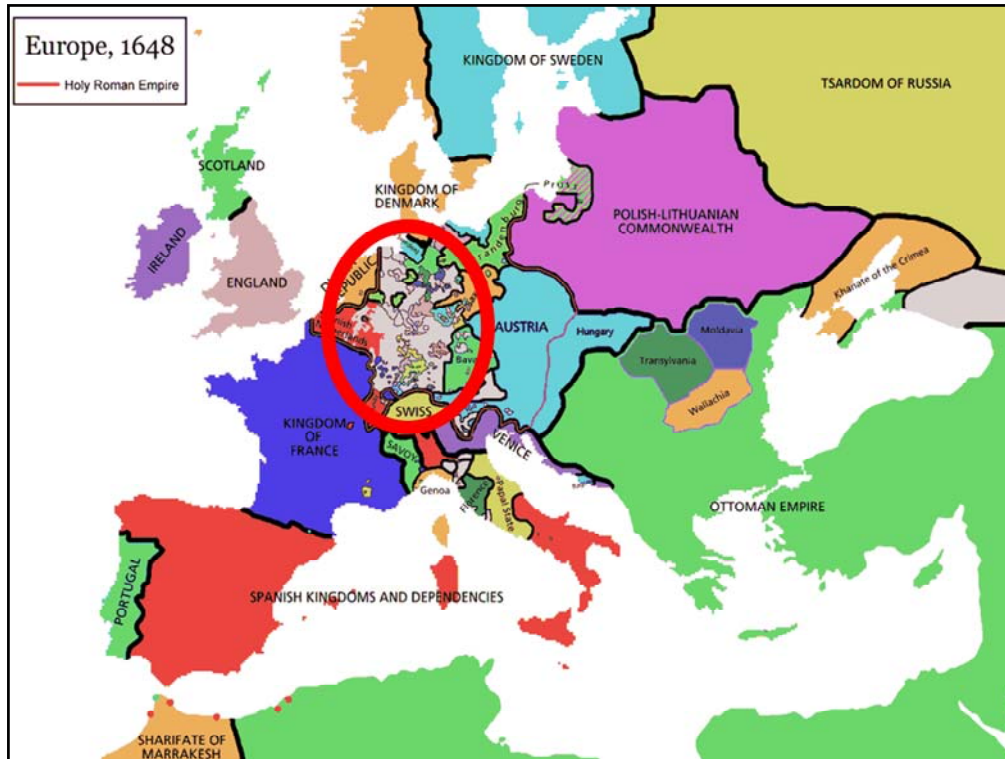 Europe, 1648
Holy Roman Empire
KINGDOM OF SWEDEN
TSARDOM OF RUSSIA
SCOTLAND
KINGDOM OF
DENMARK
IRELAND
ENGLAND
REPUBLIC
POLISH-LITHUANIAN
COMMONWEALTH
Khanate of the Crimea
AUSTRIA
Hungary
Moldavia
Transylvania
Wallachia
KINGDOM
OF
FRANCE
SWISS
SAVOY
VENICE
Genoa
Florence
Papal State
OTTOMAN EMPIRE
PORTUGAL
SPANISH KINGDOMS AND DEPENDENCIES
SHARIFATE OF
MARRAKESH